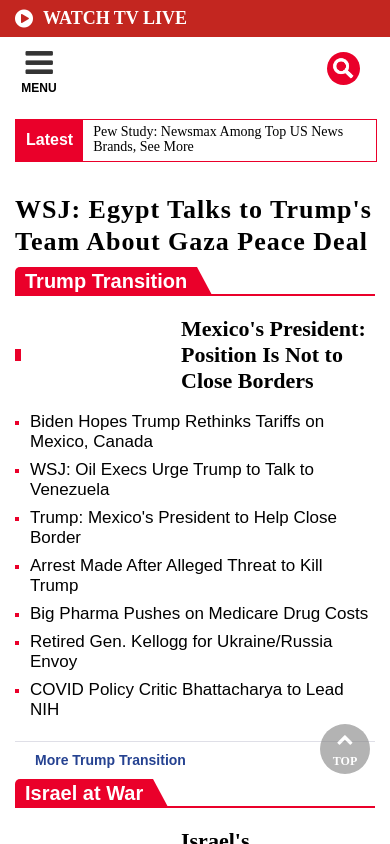 WATCH TV LIVE
MENU
Latest
Pew Study: Newsmax Among Top US News
Brands, See More
WSJ: Egypt Talks to Trump's
Team About Gaza Peace Deal
Trump Transition
Mexico's President:
Position Is Not to
Close Borders
Biden Hopes Trump Rethinks Tariffs on
Mexico, Canada
WSJ: Oil Execs Urge Trump to Talk to
Venezuela
Trump: Mexico's President to Help Close
Border
Arrest Made After Alleged Threat to Kill
Trump
Big Pharma Pushes on Medicare Drug Costs
Retired Gen. Kellogg for Ukraine/Russia
Envoy
COVID Policy Critic Bhattacharya to Lead
NIH
More Trump Transition
TOP
Israel at War
Israel's